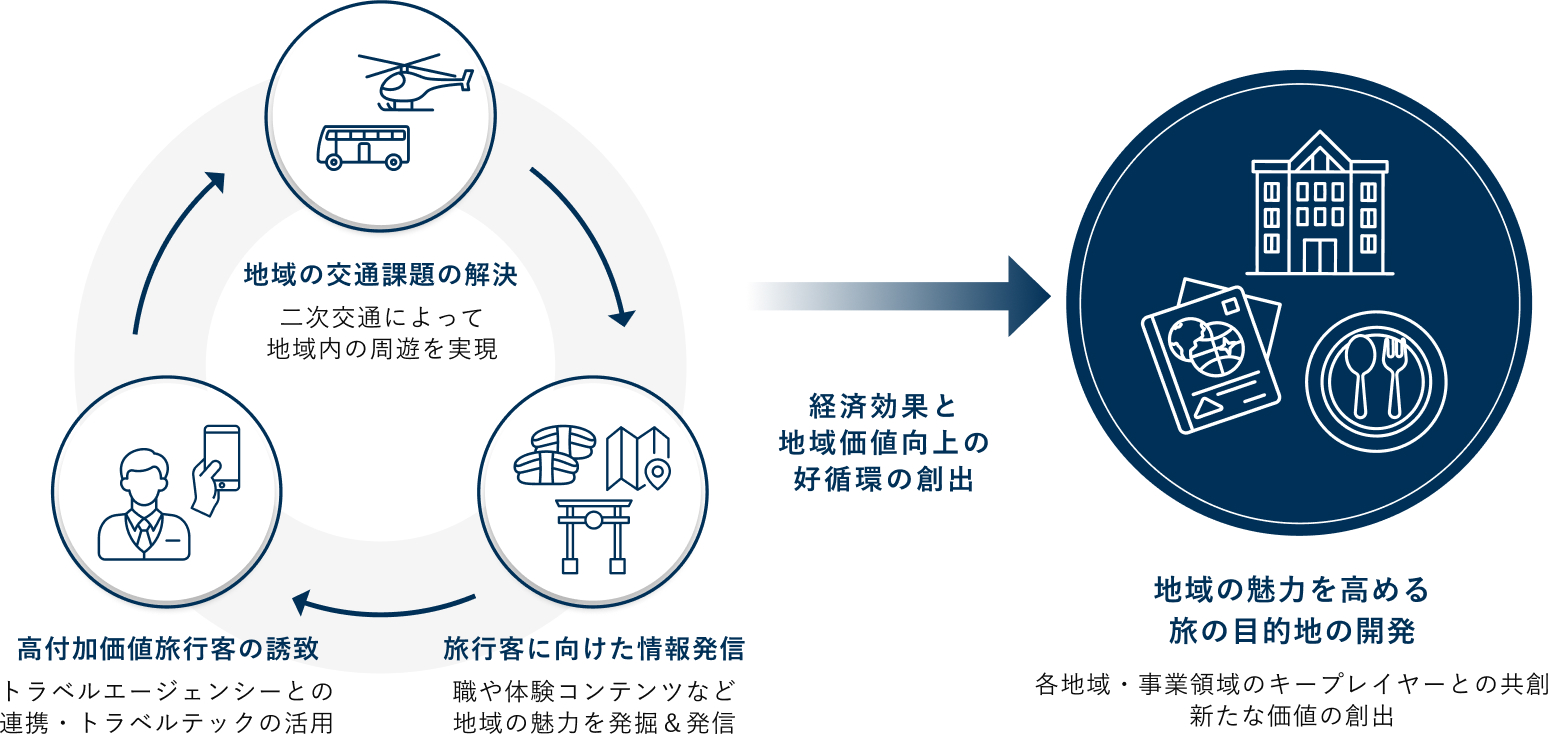 地域の交通課題の解決
二次交通によって
地域内の周遊を実現
高付加価値旅行客の誘致
トラベルエージェンシーとの
連携・トラベルテックの活用
旅行客に向けた情報発信
職や体験コンテンツなど
地域の魅力を発掘＆発信
経済効果と
地域価値向上の
好循環の創出
地域の魅力を高める
旅の目的地の開発
各地域・事業領域のキープレイヤーとの共創
新たな価値の創出